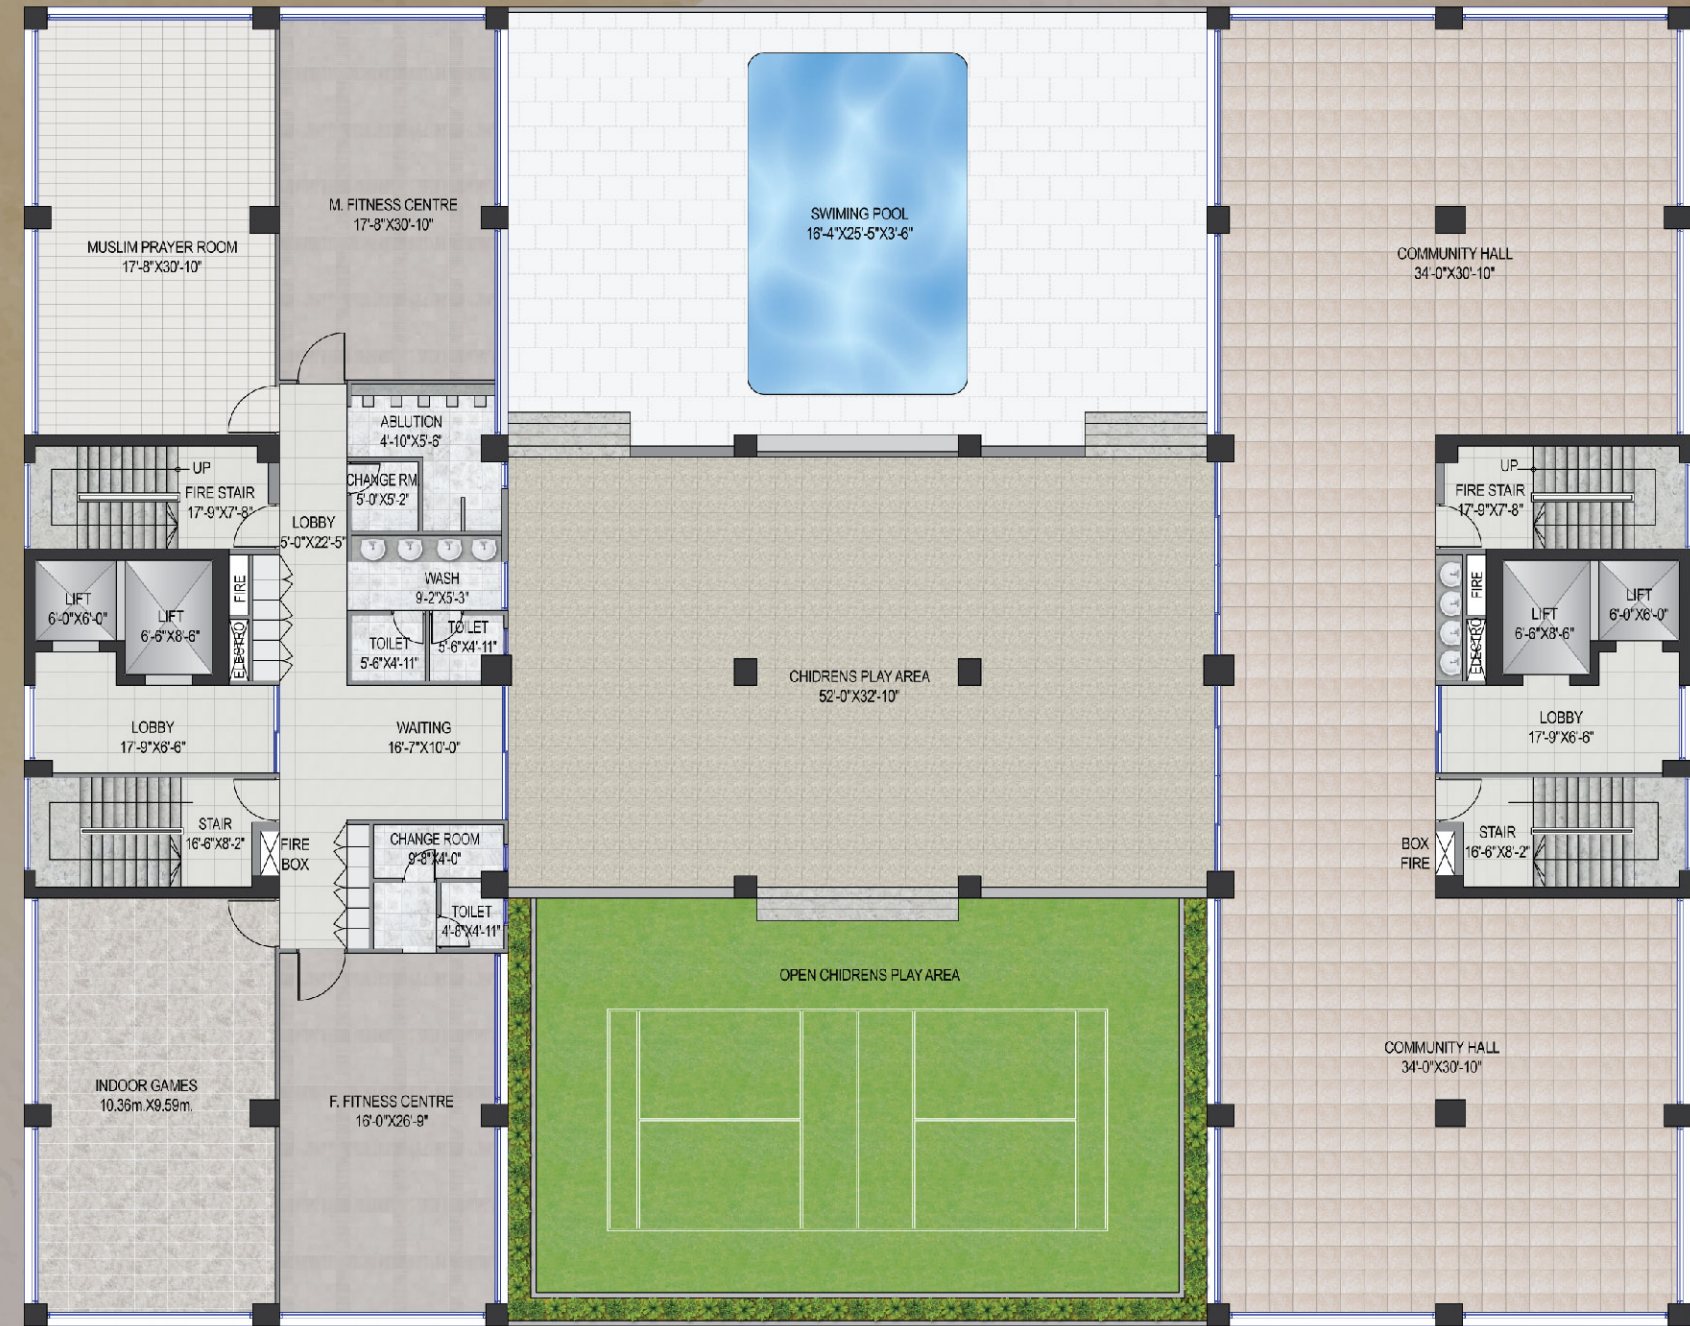 MUSLIM PRAYER ROOM
17'-8"X30'-10"
M. FITNESS CENTRE
17'-8"X30'-10"
SWIMING POOL
16'-4"X25'-5"X3'-6"
COMMUNITY HALL
34'-0"X30'-10"
ABLUTION
4'-10"X5'-6"
CHANGE RM
5'-0"X5'-2"
UP
FIRE STAIR
17'-9"X7'-8"
LOBBY
5'-0"X22'-5"
WASH
9'-2"X5'-3"
LIFT
6'-0"X6'-0"
LIFT
6'-6"X8'-6"
FIRE
ELECTRO
TOILET
5'-6"X4'-11"
TOILET
5'-6"X4'-11"
LOBBY
17'-9"X6'-6"
WAITING
16'-7"X10'-0"
STAIR
16'-6"X8'-2"
FIRE
BOX
CHANGE ROOM
9'-8"X4'-0"
TOILET
4'-8"X4'-11"
CHIDRENS PLAY AREA
52'-0"X32'-10"
UP
FIRE STAIR
17'-9"X7'-8"
FIRE
ELECTRO
LIFT
6'-6"X8'-6"
LIFT
6'-0"X6'-0"
LOBBY
17'-9"X6'-6"
BOX
FIRE
STAIR
16'-6"X8'-2"
OPEN CHIDRENS PLAY AREA
INDOOR GAMES
10.36m.X9.59m.
F. FITNESS CENTRE
16'-0"X26'-9"
COMMUNITY HALL
34'-0"X30'-10"